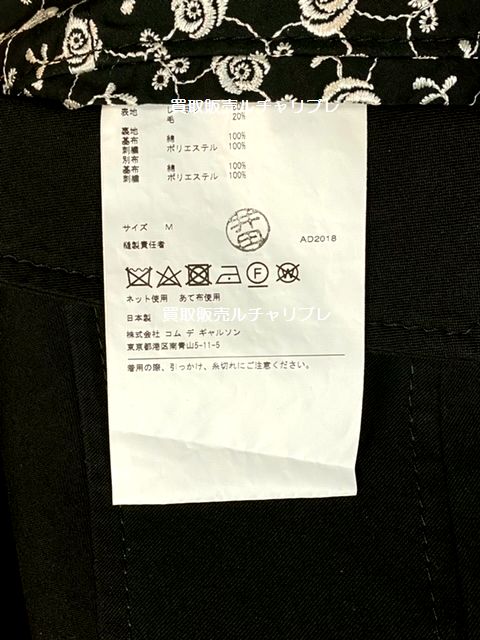 買取販売ルチャリブレ
表地
毛 20%
裏地
基布 綿 100%
刺繍 ポリエステル 100%
別布
基布 綿 100%
刺繍 ポリエステル 100%
サイズ M
縫製責任者
AD2018
F
W
ネット使用 あて布使用
買取販売ルチャリブレ
日本製
株式会社 コム デ ギャルソン
東京都港区南青山5-11-5
着用の際、引っかけ、糸切れにご注意ください。